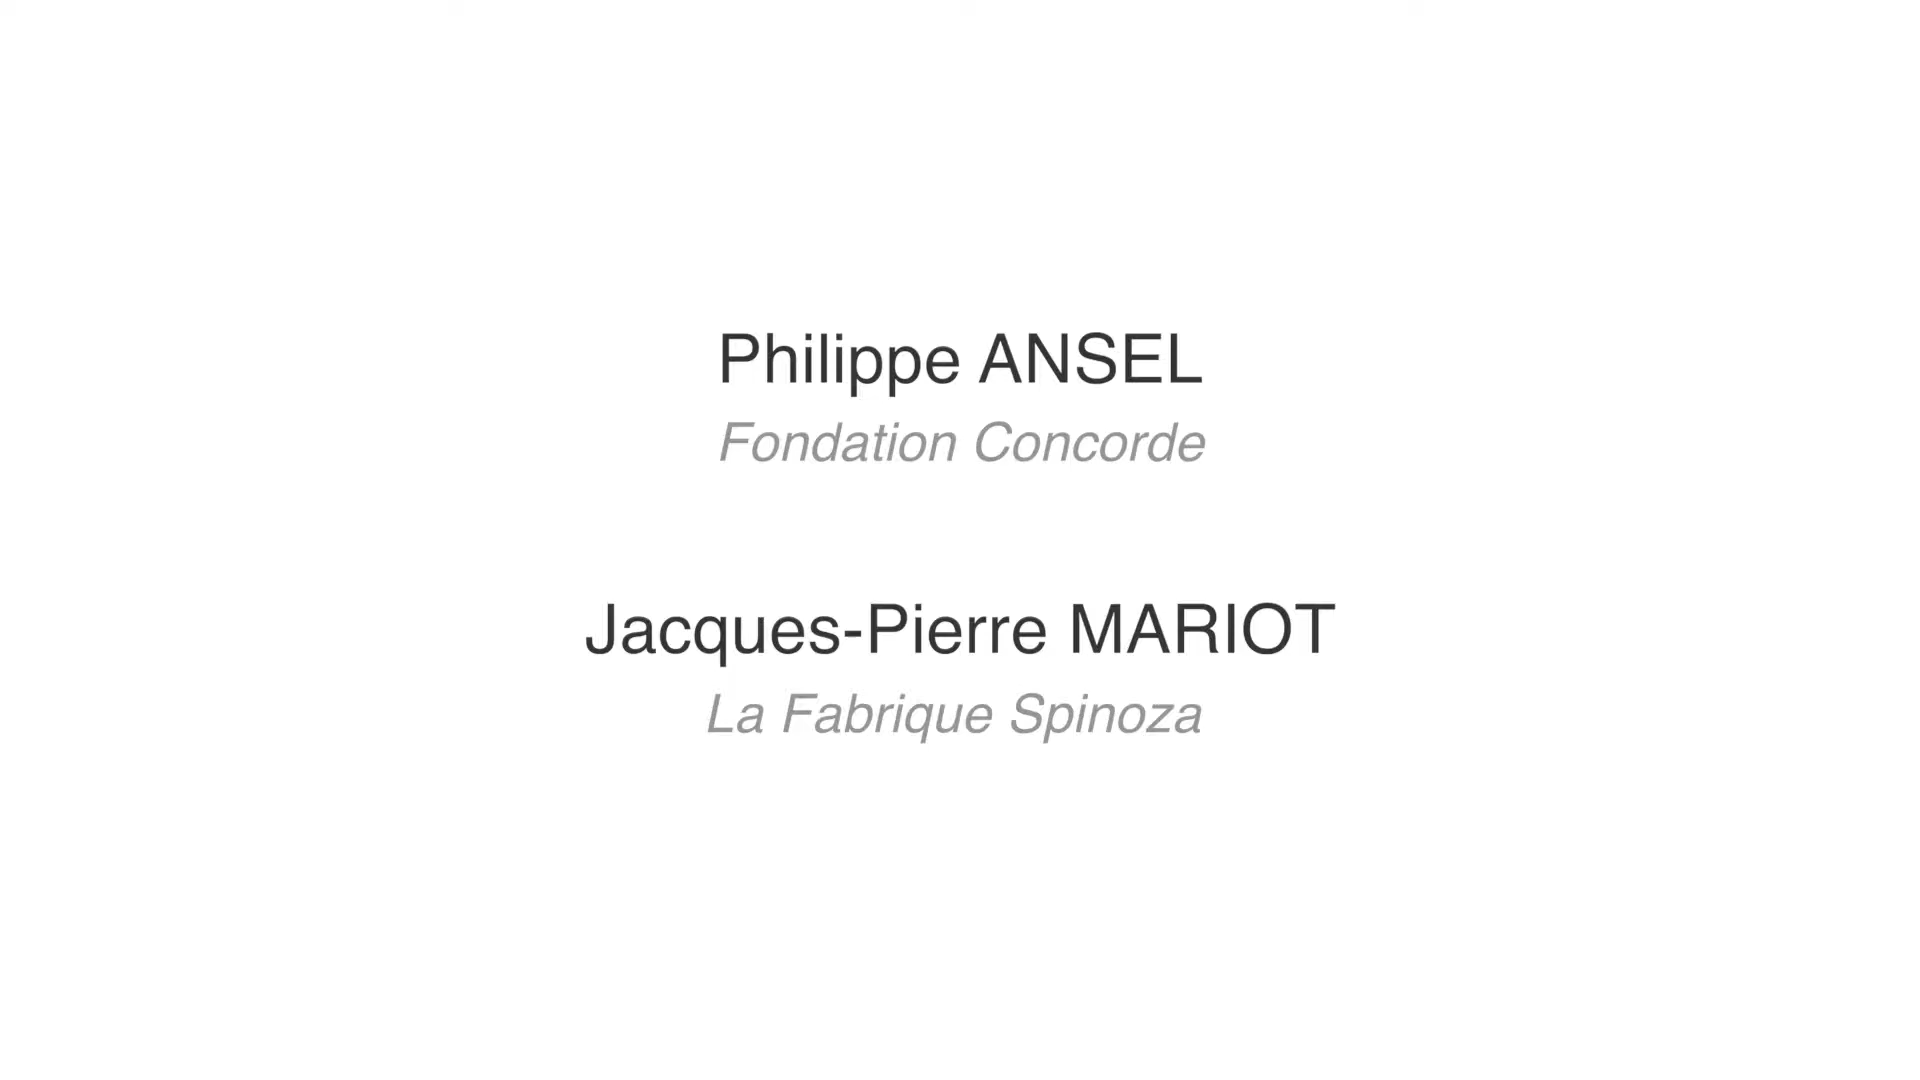 Philippe ANSEL
Fondation Concorde
Jacques-Pierre MARIOT
La Fabrique Spinoza